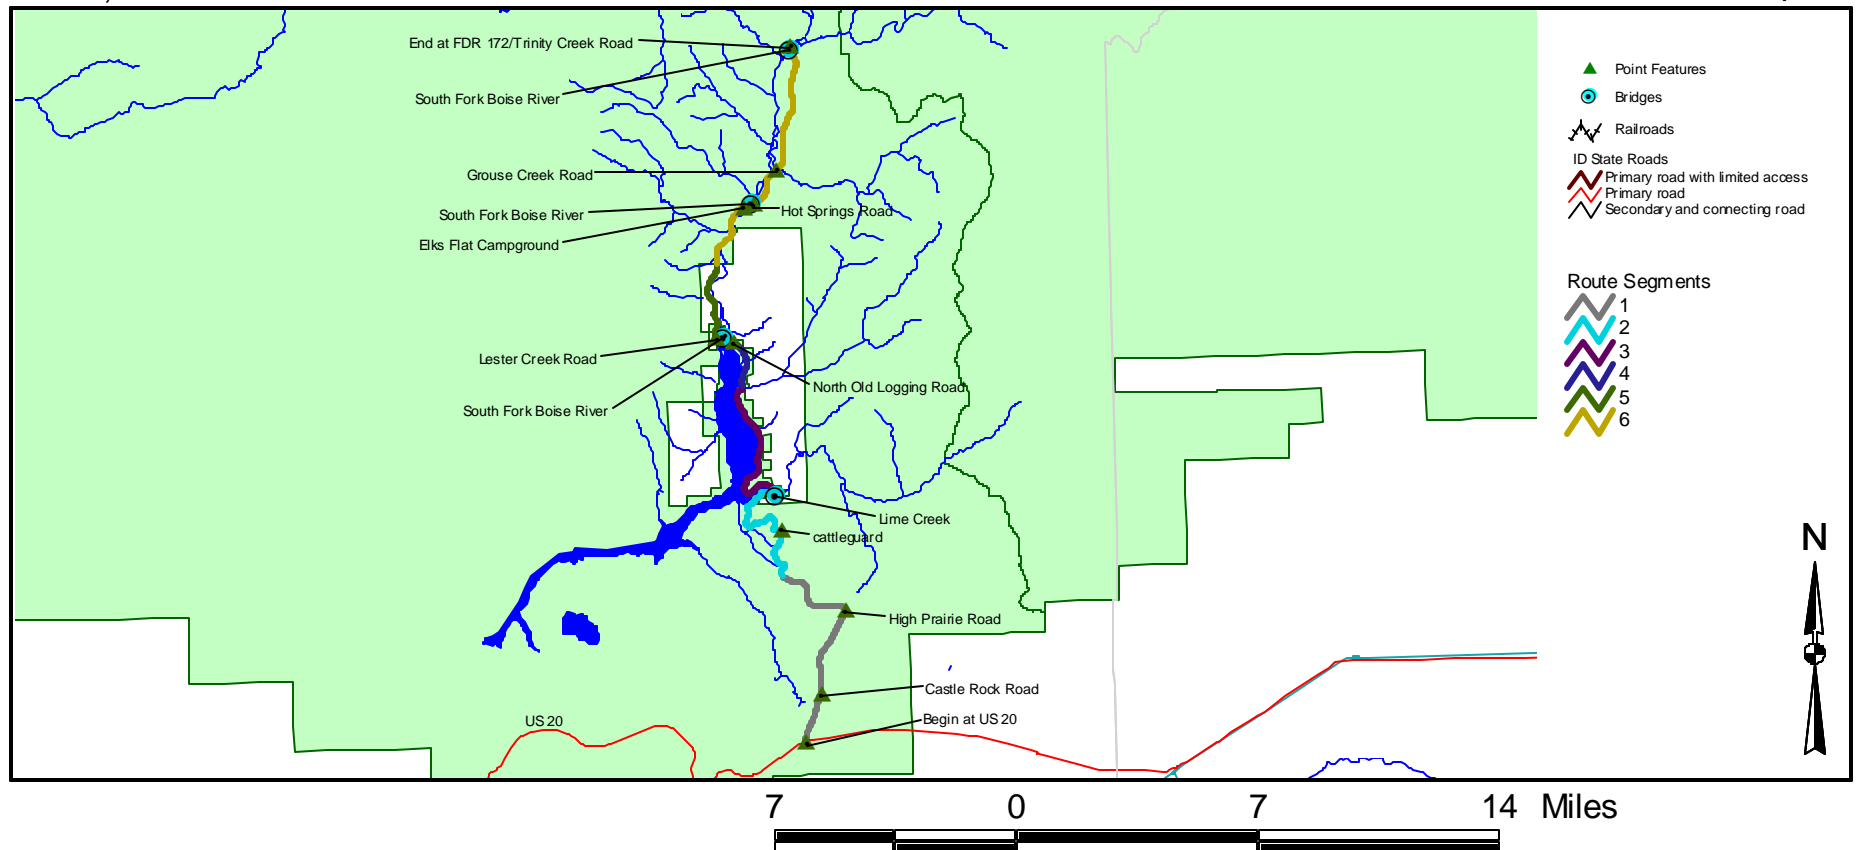 End at FDR 172/Trinity Creek Road
South Fork Boise River
Grouse Creek Road
South Fork Boise River
Hot Springs Road
Elks Flat Campground
Lester Creek Road
North Old Logging Road
South Fork Boise River
Lime Creek
cattleguard
High Prairie Road
Castle Rock Road
Begin at US 20
US 20
Point Features
Bridges
Railroads
ID State Roads
Primary road with limited access
Primary road
Secondary and connecting road
Route Segments
1
2
3
4
5
6
N
7 0 7 14 Miles